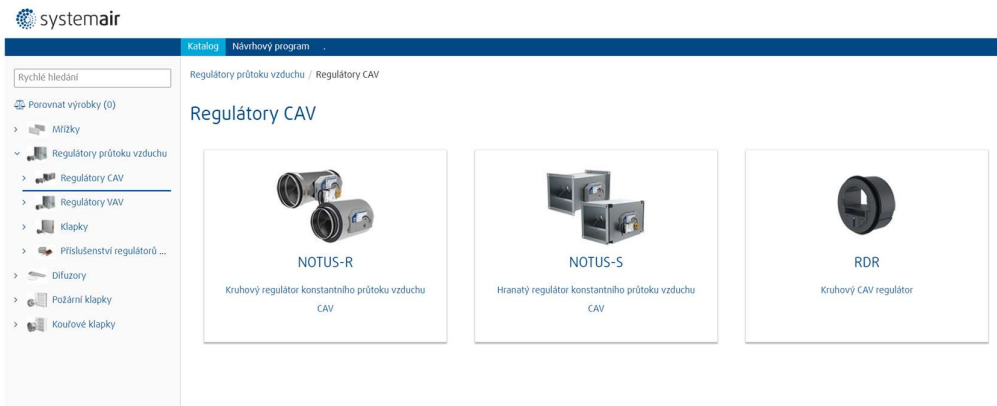 systemair
Katalog Návrhový program .
Rychlé hledání
Porovnat výrobky (0)
Mřížky
Regulátory průtoku vzduchu
Regulátory CAV
Regulátory VAV
Klapky
Příslušenství regulátorů ...
Difuzory
Požární klapky
Kouřové klapky
Regulátory průtoku vzduchu / Regulátory CAV
Regulátory CAV
NOTUS-R
Kruhový regulátor konstantního průtoku vzduchu
CAV
NOTUS-S
Hranatý regulátor konstantního průtoku vzduchu
CAV
RDR
Kruhový CAV regulátor